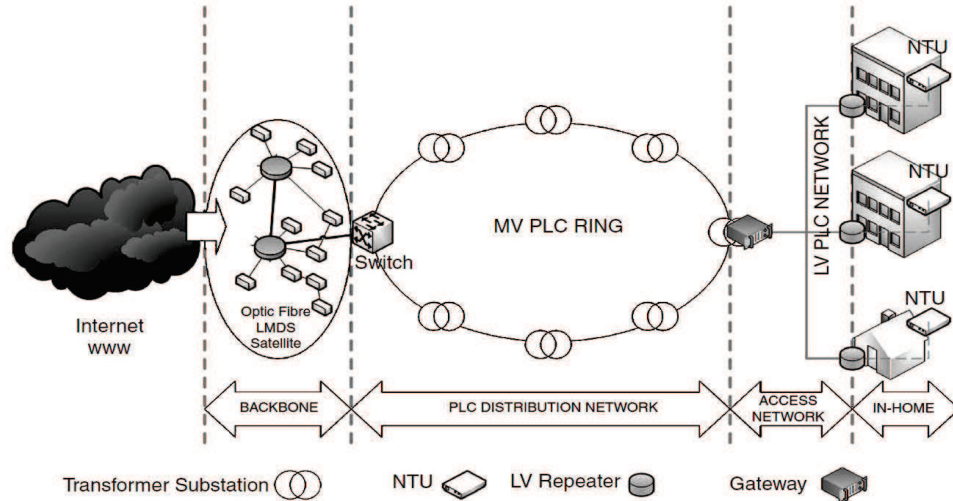 NTU
LV PLC NETWORK
NTU
MV PLC RING
Switch
Optic Fibre
LMDS
Satellite
Internet
www
NTU
BACKBONE
PLC DISTRIBUTION NETWORK
ACCESS
NETWORK
IN-HOME
Transformer Substation
NTU
LV Repeater
Gateway